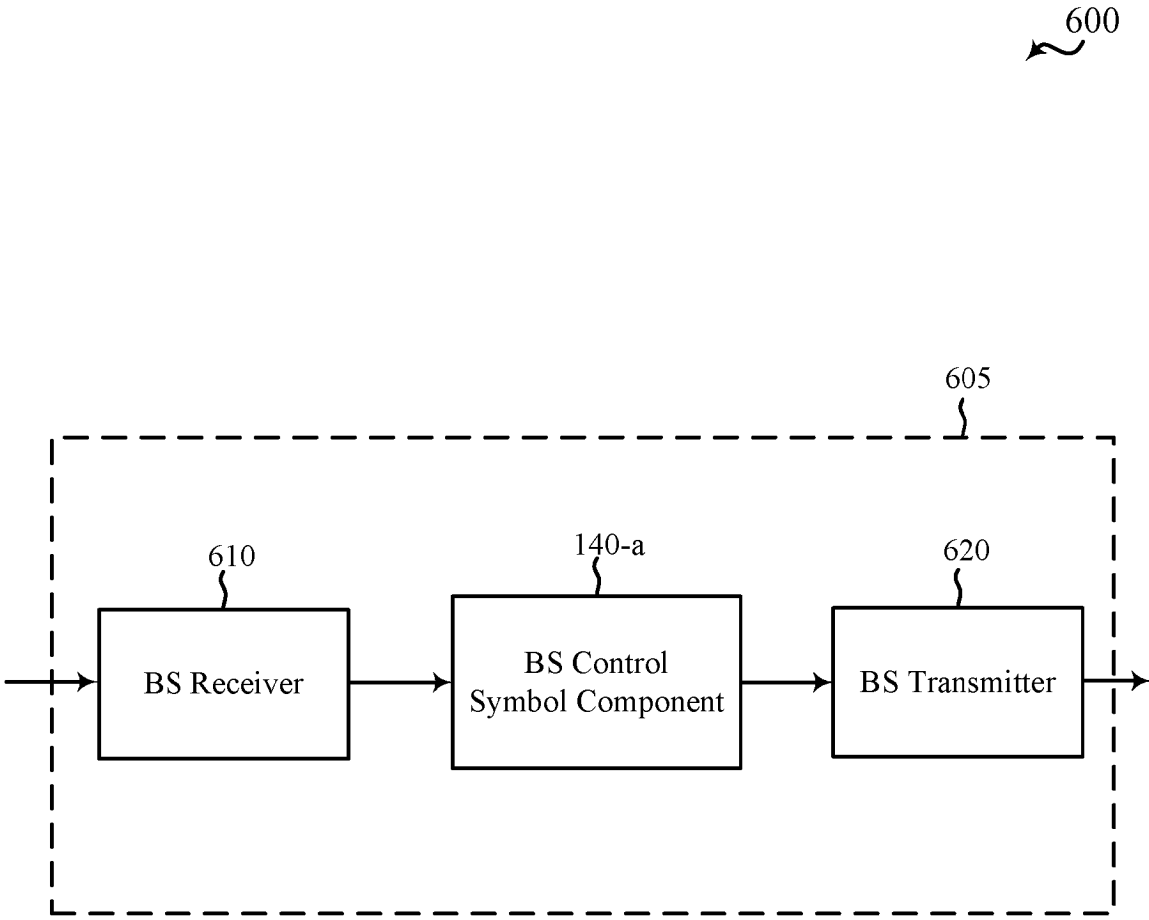 600
605
610
140-a
620
BS Receiver
BS Control
Symbol Component
BS Transmitter